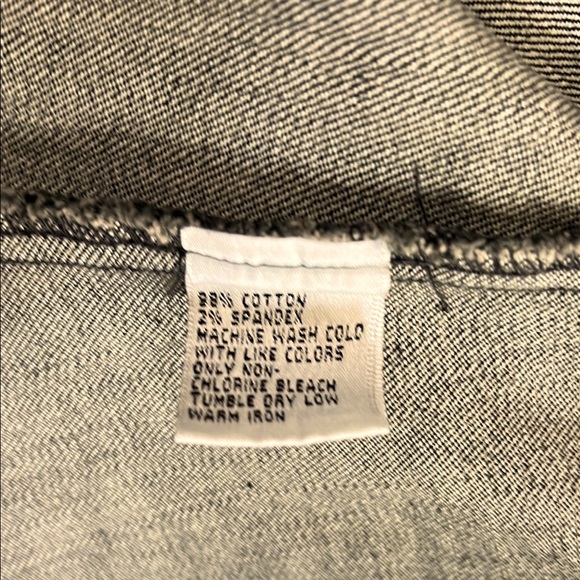 98% COTTON
2% SPANDEX
MACHINE WASH COLD
WITH LIKE COLORS
ONLY NON-
CHLORINE BLEACH
TUMBLE DRY LOW
WARM IRON